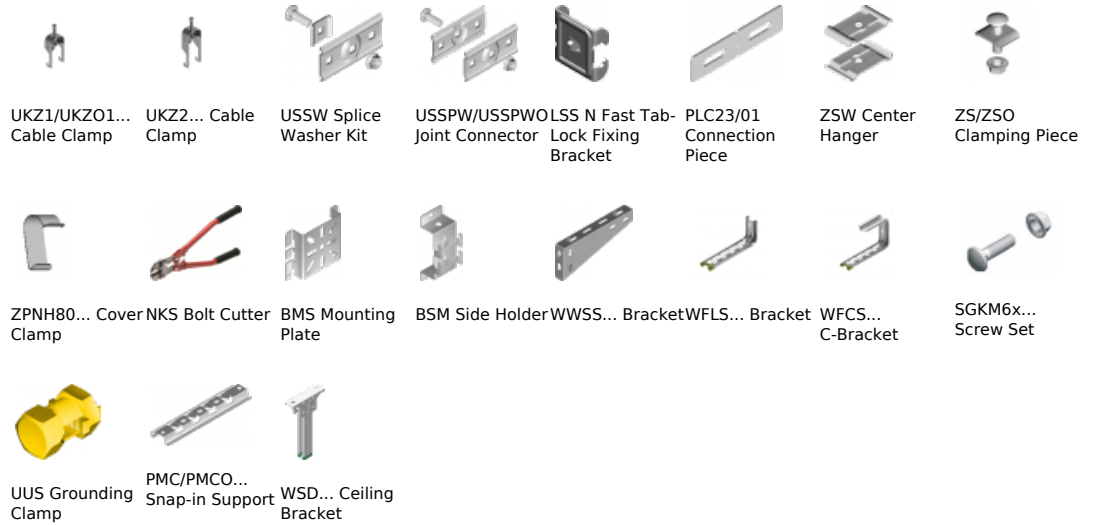 UKZ1/UKZO1...
Cable Clamp
UKZ2... Cable
Clamp
USSW Splice
Washer Kit
USSPW/USSPWO
Joint Connector
LSS N Fast Tab-
Lock Fixing
Bracket
PLC23/01
Connection
Piece
ZSW Center
Hanger
ZS/ZSO
Clamping Piece
ZPNH80... Cover
Clamp
NKS Bolt Cutter
BMS Mounting
Plate
BSM Side Holder
WWSS... Bracket
WFLS... Bracket
WFCS...
C-Bracket
SGKM6x...
Screw Set
UUS Grounding
Clamp
PMC/PMCO...
Snap-in Support
WSD... Ceiling
Bracket